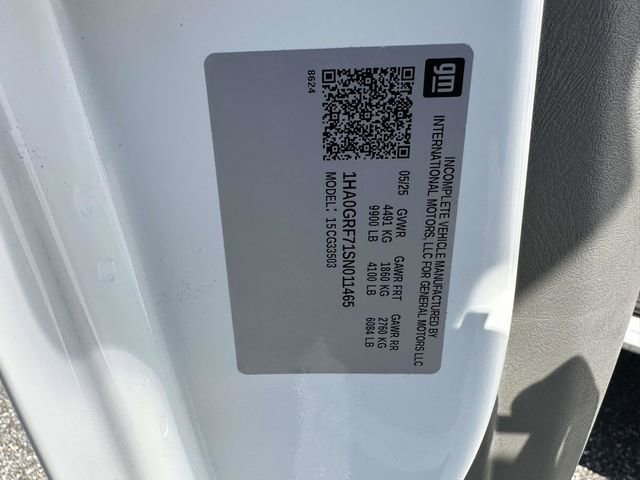 gm
INCOMPLETE VEHICLE MANUFACTURED BY
INTERNATIONAL MOTORS, LLC FOR GENERAL MOTORS LLC
05/25 GVWR GAWR FRT GAWR RR
4491 KG 1860 KG 2760 KG
9900 LB 4100 LB 6084 LB
1HA0GRF71SN011465
MODEL: 15CG33503
8624